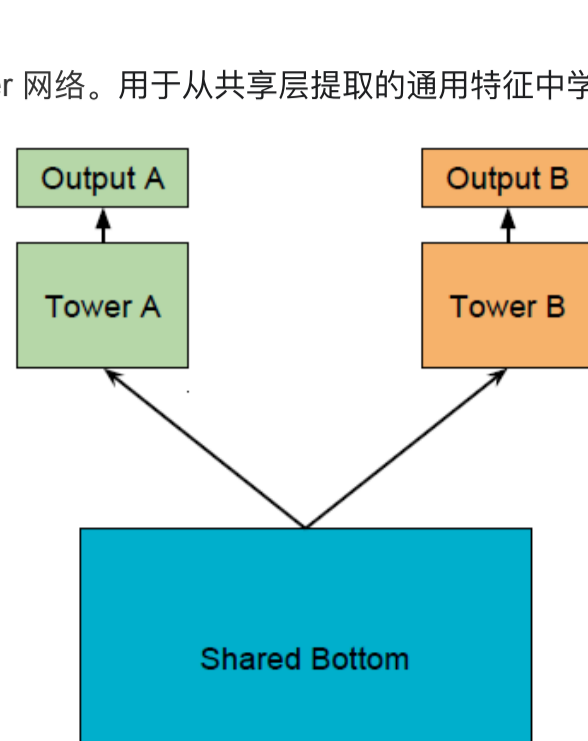 er 网络。用于从共享层提取的通用特征中学
Output A
Output B
Tower A
Tower B
Shared Bottom